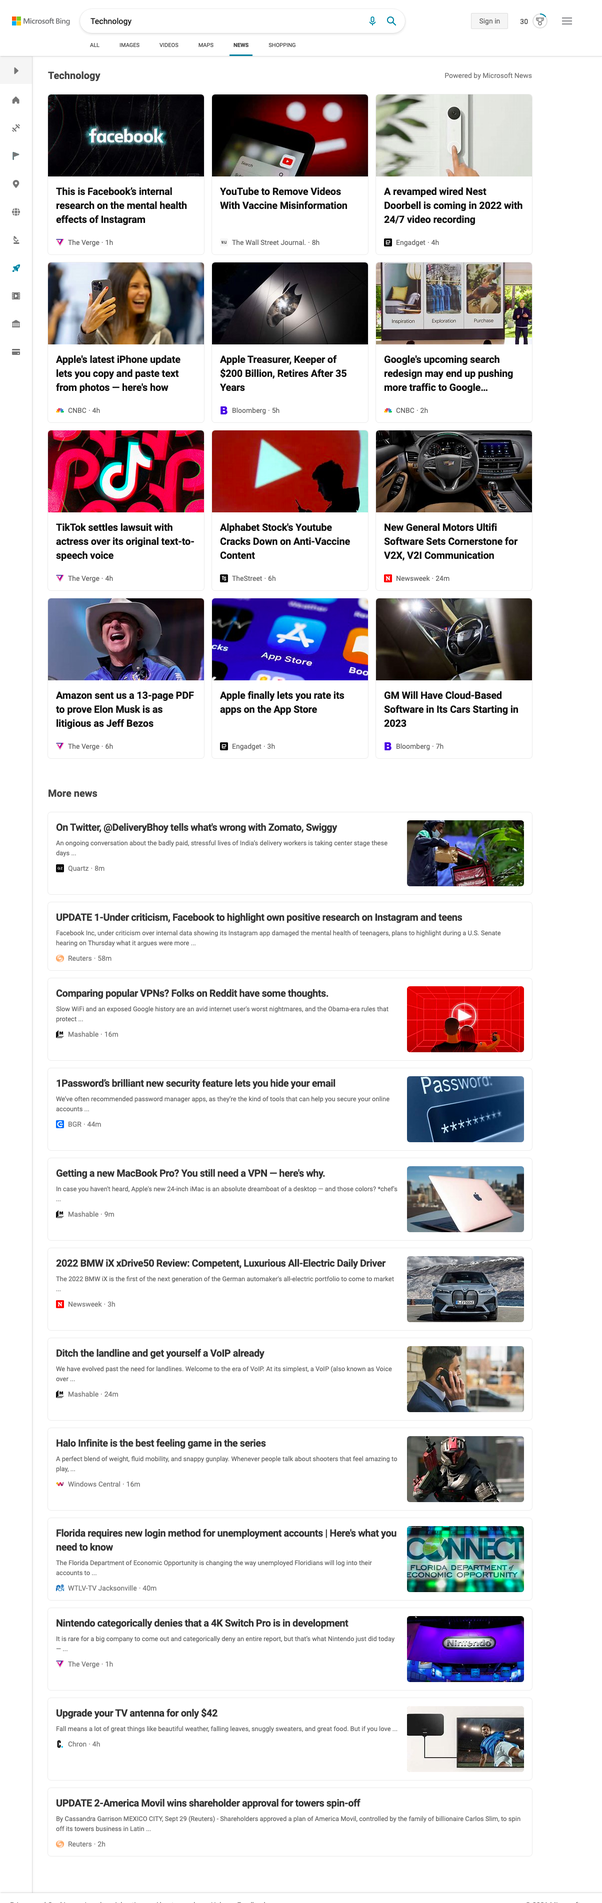 Microsoft Bing
Technology
Sign in
30
ALL
IMAGES
VIDEOS
MAPS
NEWS
SHOPPING
Technology
Powered by Microsoft News
facebook
This is Facebook's internal
research on the mental health
effects of Instagram
The Verge · 1h
Search
YouTube to Remove Videos
With Vaccine Misinformation
The Wall Street Journal. · 8h
A revamped wired Nest
Doorbell is coming in 2022 with
24/7 video recording
Engadget · 4h
Apple's latest iPhone update
lets you copy and paste text
from photos — here's how
CNBC · 4h
Apple Treasurer, Keeper of
$200 Billion, Retires After 35
Years
Bloomberg · 5h
Inspiration
Exploration
Purchase
Google's upcoming search
redesign may end up pushing
more traffic to Google...
CNBC · 2h
TikTok settles lawsuit with
actress over its original text-to-
speech voice
The Verge · 4h
Alphabet Stock's Youtube
Cracks Down on Anti-Vaccine
Content
TheStreet · 6h
New General Motors Ultifi
Software Sets Cornerstone for
V2X, V2I Communication
Newsweek · 24m
Amazon sent us a 13-page PDF
to prove Elon Musk is as
litigious as Jeff Bezos
The Verge · 6h
cks
App Store
Boo
Apple finally lets you rate its
apps on the App Store
Engadget · 3h
GM Will Have Cloud-Based
Software in Its Cars Starting in
2023
Bloomberg · 7h
More news
On Twitter, @DeliveryBhoy tells what's wrong with Zomato, Swiggy
An ongoing conversation about the badly paid, stressful lives of India's delivery workers is taking center stage these
days ...
Quartz · 8m
UPDATE 1-Under criticism, Facebook to highlight own positive research on Instagram and teens
Facebook Inc, under criticism over internal data showing its Instagram app damaged the mental health of teenagers, plans to highlight during a U.S. Senate
hearing on Thursday what it argues were more ...
Reuters · 58m
Comparing popular VPNs? Folks on Reddit have some thoughts.
Slow WiFi and an exposed Google history are an avid internet user's worst nightmares, and the Obama-era rules that
protect ...
Mashable · 16m
1Password's brilliant new security feature lets you hide your email
We've often recommended password manager apps, as they're the kind of tools that can help you secure your online
accounts ...
BGR · 44m
Password:
*********
Getting a new MacBook Pro? You still need a VPN — here's why.
In case you haven't heard, Apple's new 24-inch iMac is an absolute dreamboat of a desktop — and those colors? *chef's
...
Mashable · 9m
2022 BMW iX xDrive50 Review: Competent, Luxurious All-Electric Daily Driver
The 2022 BMW iX is the first of the next generation of the German automaker's all-electric portfolio to come to market
...
Newsweek · 3h
Ditch the landline and get yourself a VoIP already
We have evolved past the need for landlines. Welcome to the era of VoIP. At its simplest, a VoIP (also known as Voice
over ...
Mashable · 24m
Halo Infinite is the best feeling game in the series
A perfect blend of weight, fluid mobility, and snappy gunplay. Whenever people talk about shooters that feel amazing to
play, ...
Windows Central · 16m
Florida requires new login method for unemployment accounts | Here's what you
need to know
The Florida Department of Economic Opportunity is changing the way unemployed Floridians will log into their
accounts to ...
WTLV-TV Jacksonville · 40m
CONNECT
FLORIDA DEPARTMENT of
ECONOMIC OPPORTUNITY
Nintendo categorically denies that a 4K Switch Pro is in development
It is rare for a big company to come out and categorically deny an entire report, but that's what Nintendo just did today
— ...
The Verge · 1h
Nintendo
Upgrade your TV antenna for only $42
Fall means a lot of great things like beautiful weather, falling leaves, snuggly sweaters, and great food. But if you love ...
Chron · 4h
UPDATE 2-America Movil wins shareholder approval for towers spin-off
By Cassandra Garrison MEXICO CITY, Sept 29 (Reuters) - Shareholders approved a plan of America Movil, controlled by the family of billionaire Carlos Slim, to spin
off its towers business in Latin ...
Reuters · 2h